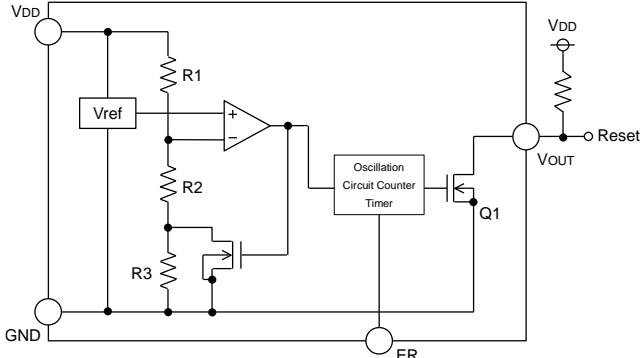 VDD
R1
Vref
+
−
R2
R3
Oscillation
Circuit Counter
Timer
Q1
VDD
Reset
VOUT
GND
ER